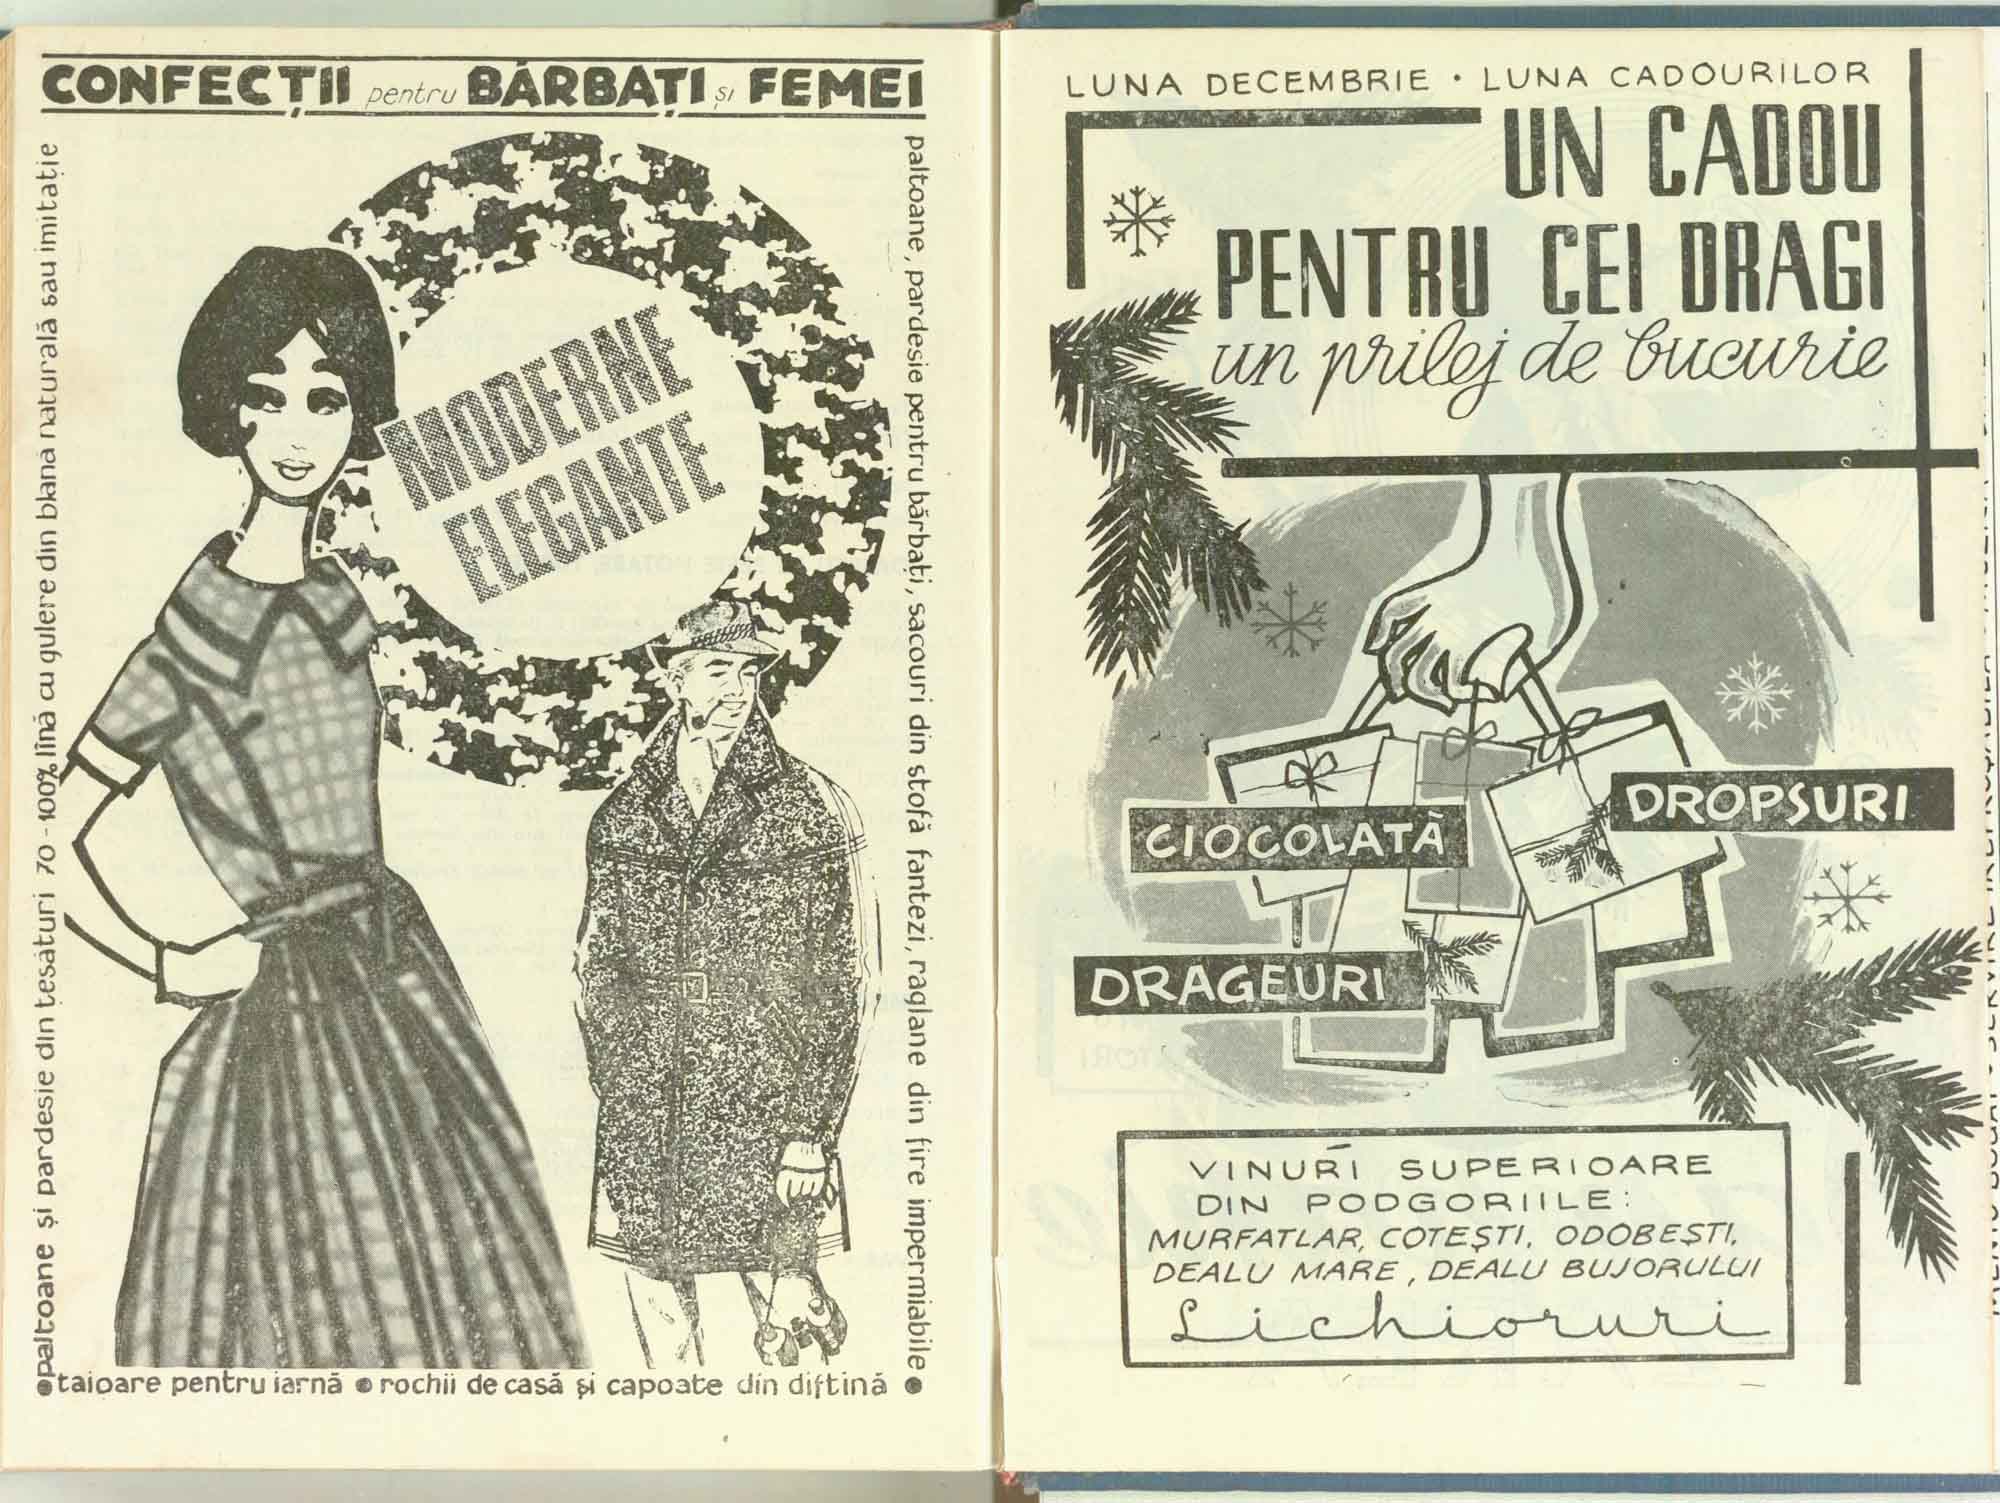 CONFECȚII pentru BĂRBAȚI și FEMEI
paltoane și pardesie din țesături 70-100% lînă cu gulere din blană naturală sau imitație
MODERNE
ELEGANTE
paltoane, pardesie pentru bărbați, sacouri din stofă fantezi, raglane din fire impermiabile
taioare pentru iarnă • rochii de casă și capoate din diftină
LUNA DECEMBRIE • LUNA CADOURILOR
UN CADOU
PENTRU CEI DRAGI
un prilej de bucurie
DROPSURI
CIOCOLATĂ
DRAGEURI
VINURI SUPERIOARE
DIN PODGORIILE:
MURFATLAR, COTEȘTI, ODOBEȘTI,
DEALU MARE, DEALU BUJORULUI
Lichioruri